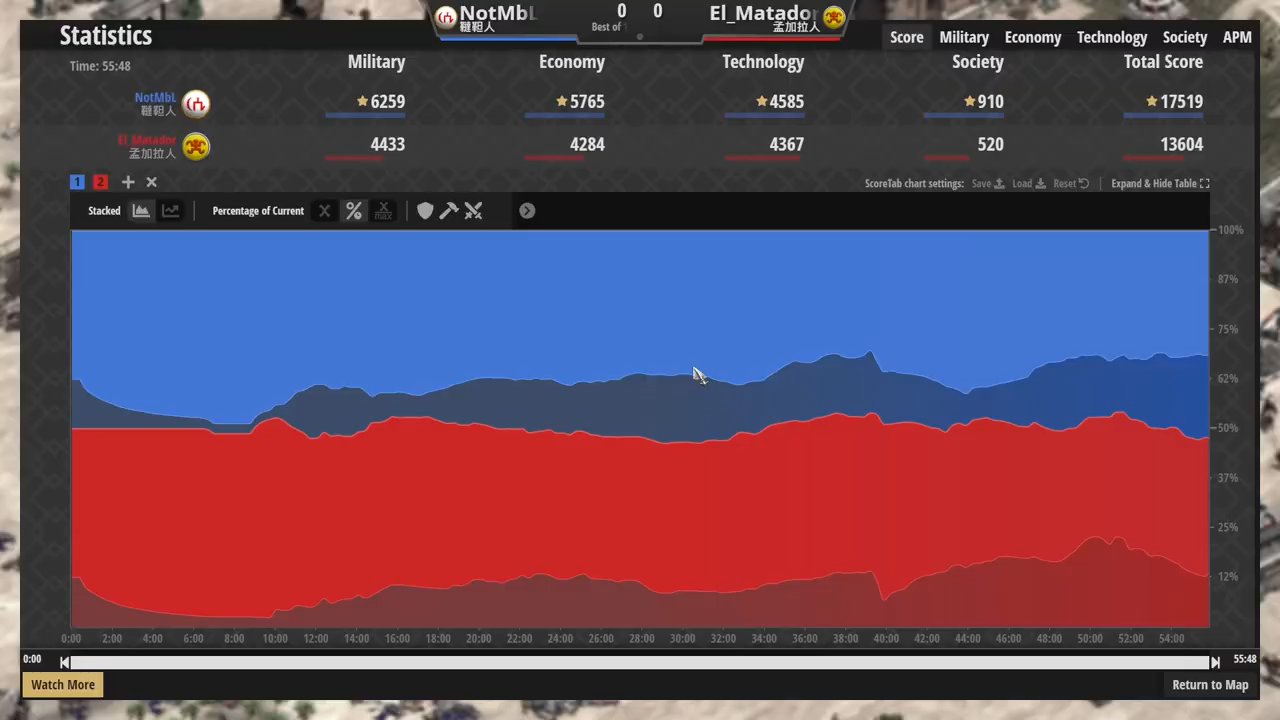 NotMbL 0 0 El_Matador
韃靼人 Best of 1 孟加拉人
Statistics
Score Military Economy Technology Society APM
Time: 55:48
Military Economy Technology Society Total Score
NotMbL
韃靼人
6259 5765 4585 910 17519
El Matador
孟加拉人
4433 4284 4367 520 13604
1 2
ScoreTab chart settings: Save Load Reset Expand & Hide Table
Stacked Percentage of Current X % X max
100%
87%
75%
62%
50%
37%
25%
12%
0:00 2:00 4:00 6:00 8:00 10:00 12:00 14:00 16:00 18:00 20:00 22:00 24:00 26:00 28:00 30:00 32:00 34:00 36:00 38:00 40:00 42:00 44:00 46:00 48:00 50:00 52:00 54:00
0:00 55:48
Watch More Return to Map